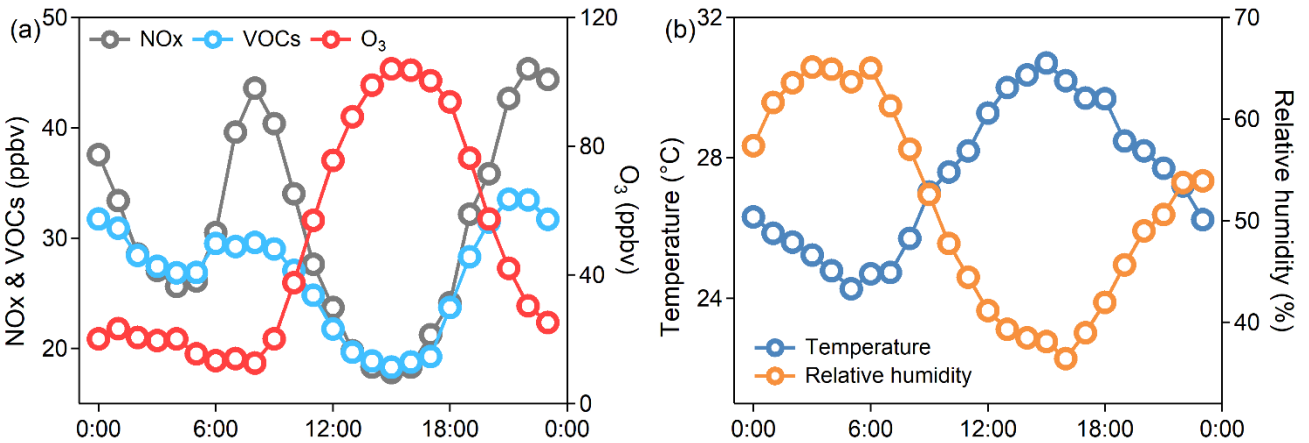 (a)
NOx VOCs O₃
NOx & VOCs (ppbv)
50
40
30
20
O₃ (ppbv)
120
80
40
0
0:00 6:00 12:00 18:00 0:00
(b)
Temperature (°C)
32
28
24
Relative humidity (%)
70
60
50
40
Temperature
Relative humidity
0:00 6:00 12:00 18:00 0:00